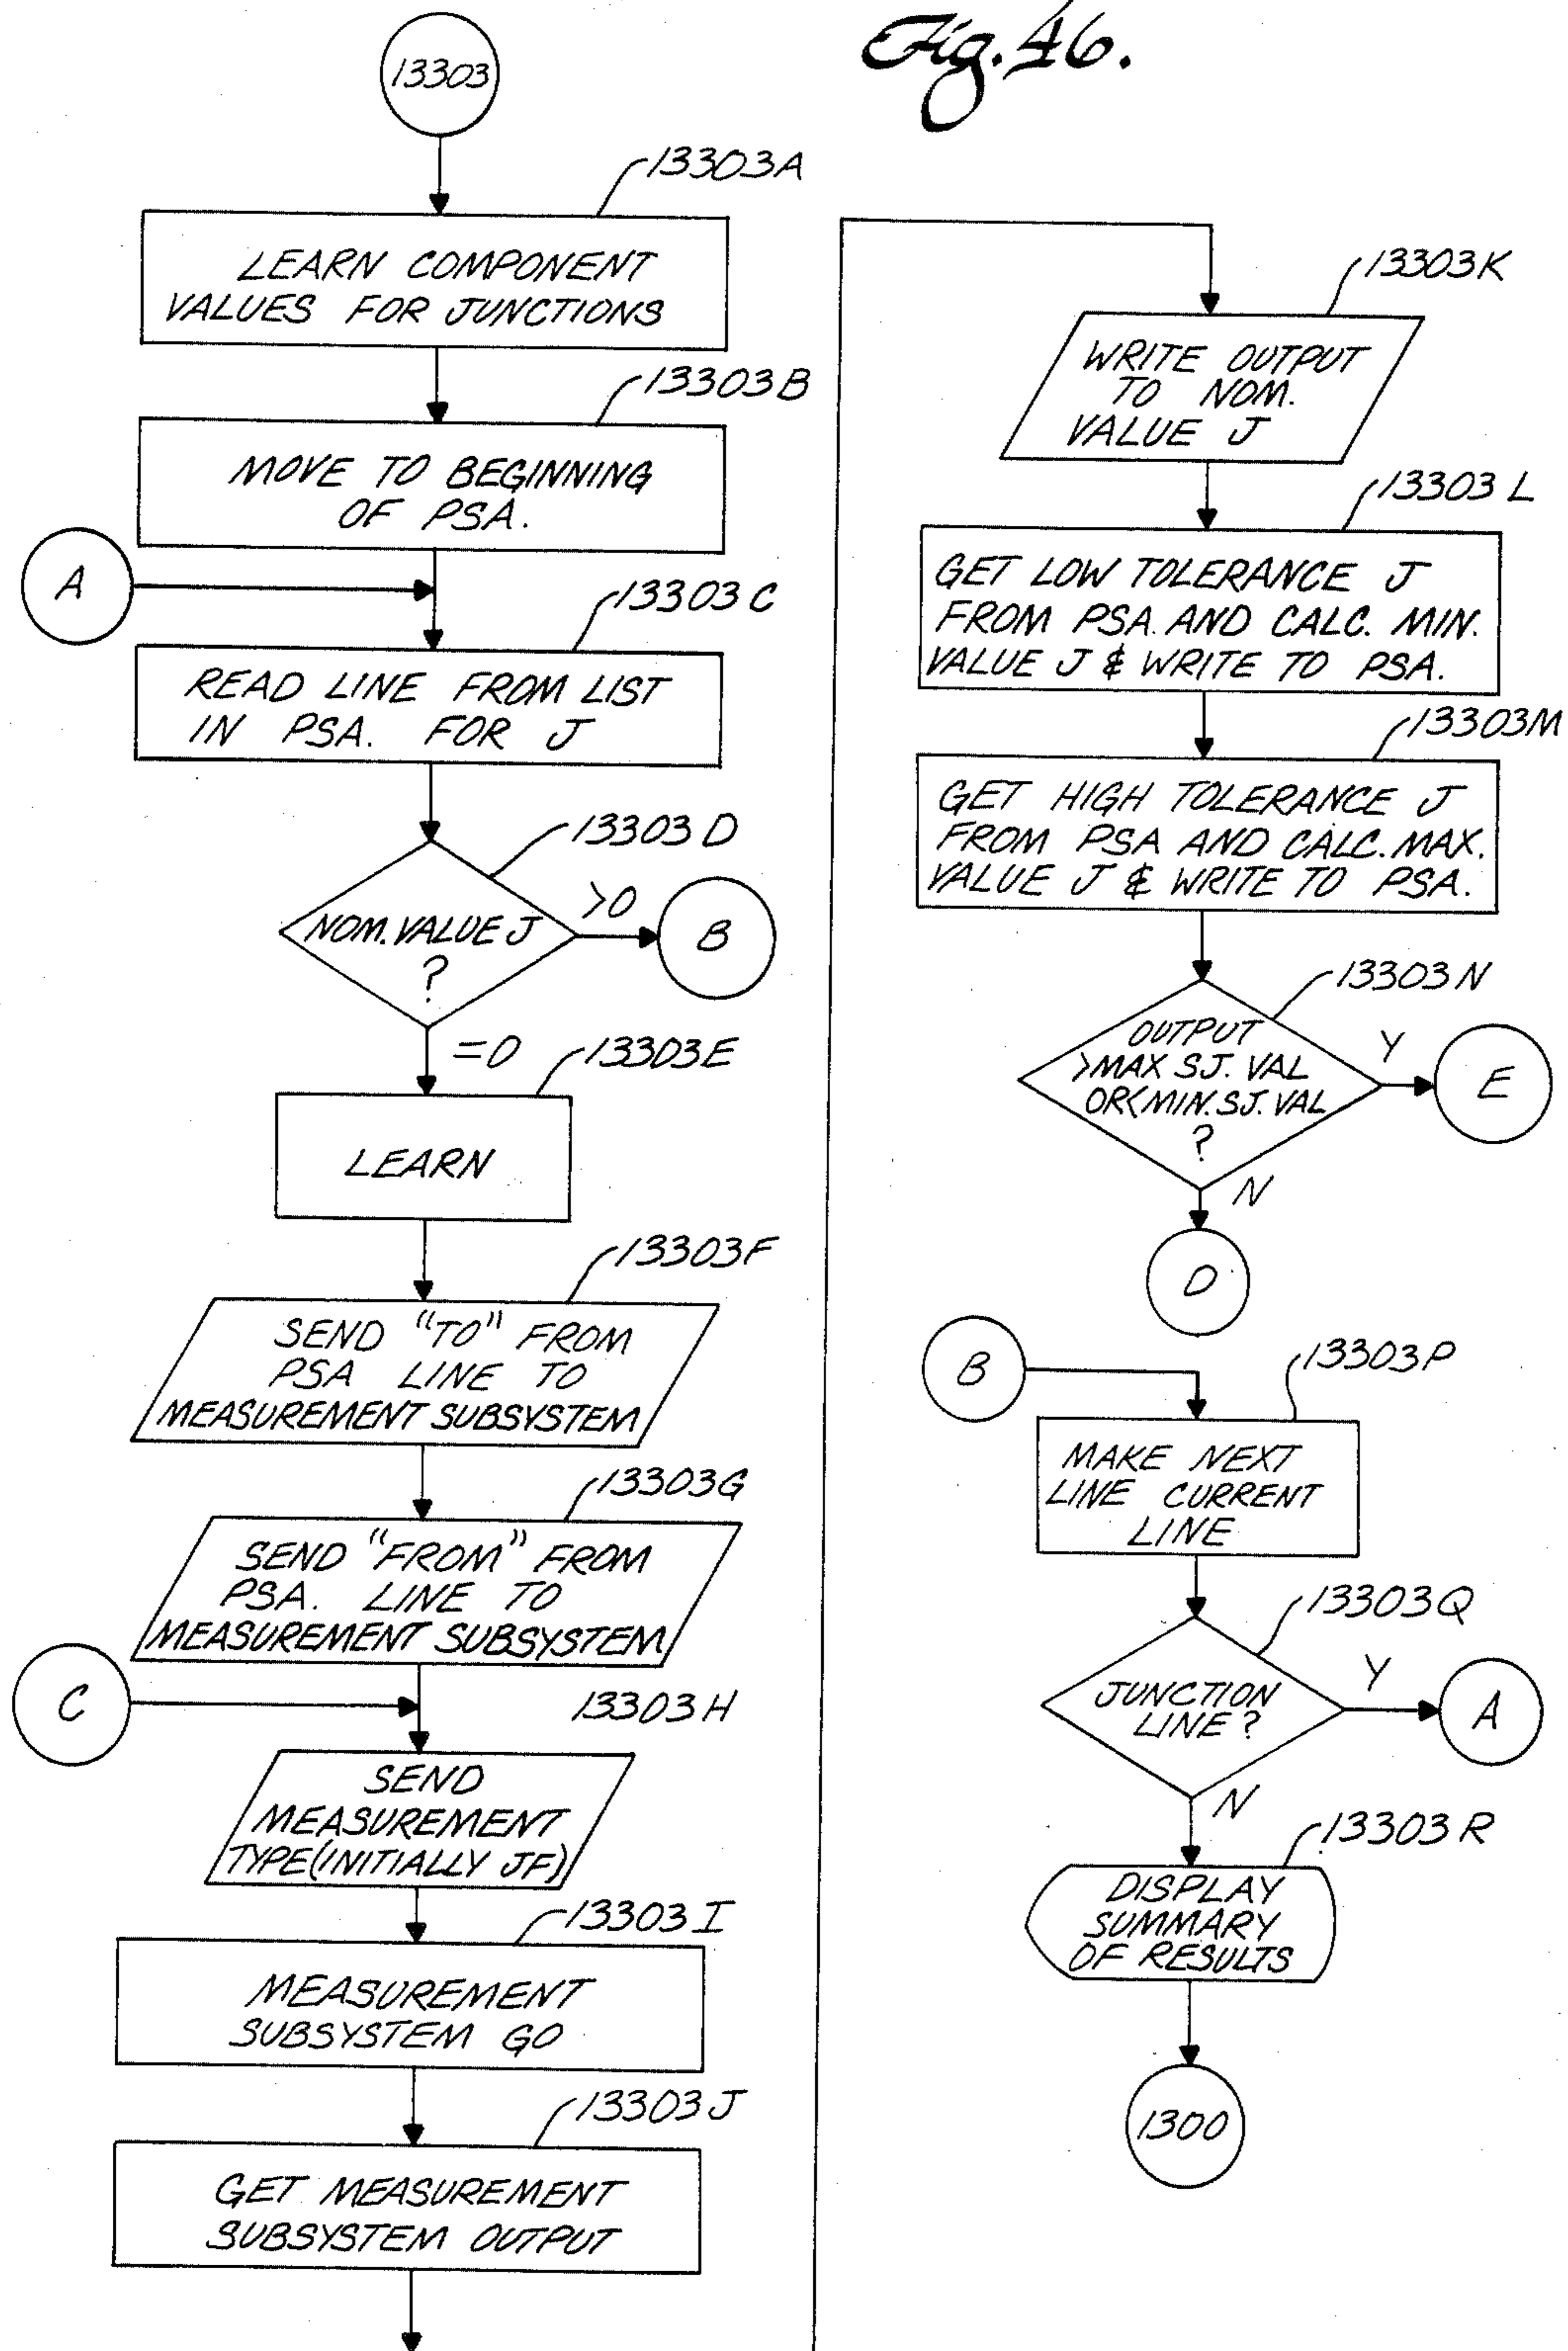 Fig. 46.
13303
13303A
LEARN COMPONENT
VALUES FOR JUNCTIONS
13303B
MOVE TO BEGINNING
OF PSA.
A
13303C
READ LINE FROM LIST
IN PSA. FOR J
13303D
NOM. VALUE J
?
>0
B
=0
13303E
LEARN
13303F
SEND "TO" FROM
PSA LINE TO
MEASUREMENT SUBSYSTEM
13303G
SEND "FROM" FROM
PSA. LINE TO
MEASUREMENT SUBSYSTEM
C
13303H
SEND
MEASUREMENT
TYPE(INITIALLY JF)
13303I
MEASUREMENT
SUBSYSTEM GO
13303J
GET MEASUREMENT
SUBSYSTEM OUTPUT
13303K
WRITE OUTPUT
TO NOM.
VALUE J
13303L
GET LOW TOLERANCE J
FROM PSA. AND CALC. MIN.
VALUE J & WRITE TO PSA.
13303M
GET HIGH TOLERANCE J
FROM PSA AND CALC. MAX.
VALUE J & WRITE TO PSA.
13303N
OUTPUT
>MAX SJ. VAL
OR<MIN. SJ. VAL
?
Y
E
N
D
B
13303P
MAKE NEXT
LINE CURRENT
LINE
13303Q
JUNCTION
LINE?
Y
A
N
13303R
DISPLAY
SUMMARY
OF RESULTS
1300